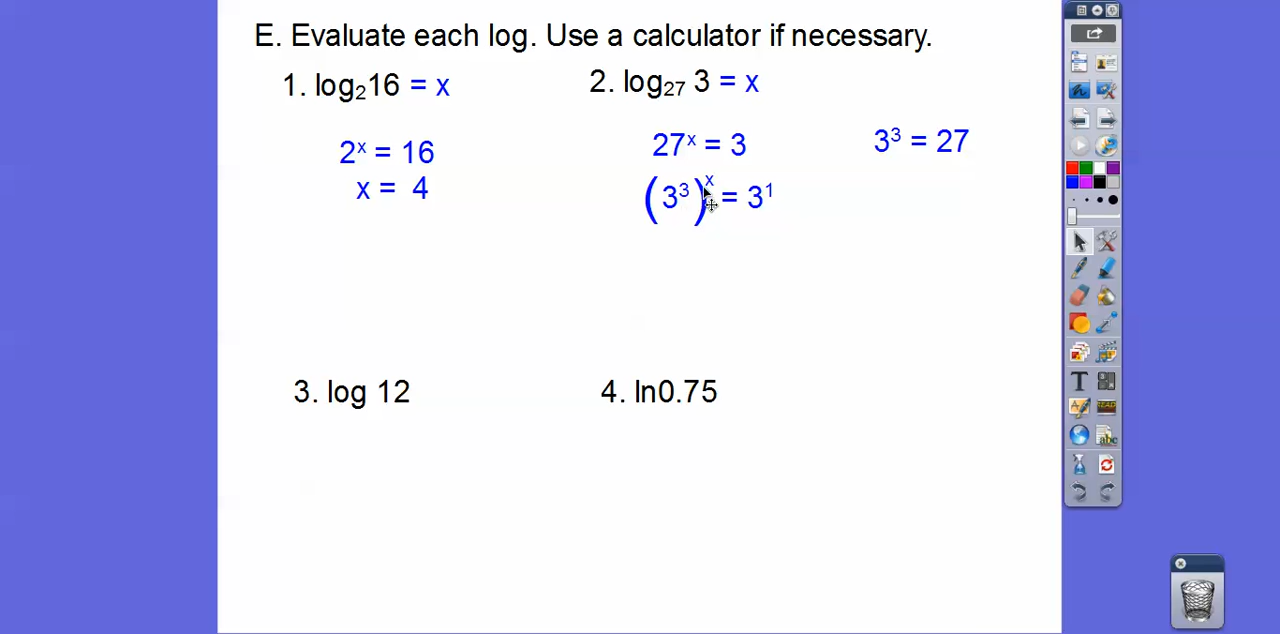 E. Evaluate each log. Use a calculator if necessary.
1. log₂16 = x
2. log₂₇ 3 = x
2ˣ = 16
x = 4
27ˣ = 3
3³ = 27
(3³)ˣ = 3¹
3. log 12
4. ln0.75